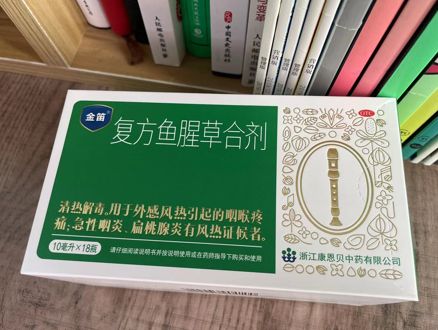 金笛
复方鱼腥草合剂
OTC
清热解毒。用于外感风热引起的咽喉疼
痛、急性咽炎、扁桃腺炎有风热证候者。
10毫升×18瓶
请仔细阅读说明书并按说明使用或在药师指导下购买和使用
浙江康恩贝中药有限公司